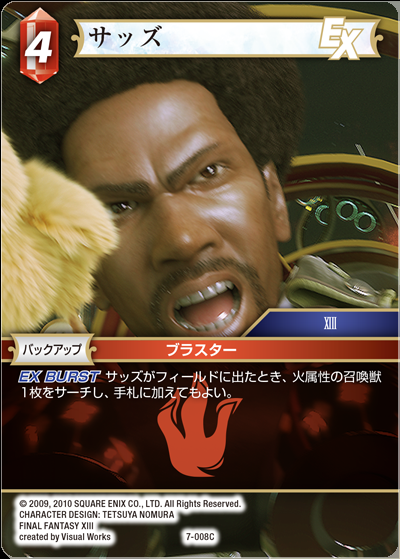 4
サッズ
EX
XIII
バックアップ
ブラスター
EX BURST サッズがフィールドに出たとき、火属性の召喚獣
1枚をサーチし、手札に加えてもよい。
© 2009, 2010 SQUARE ENIX CO., LTD. All Rights Reserved.
CHARACTER DESIGN: TETSUYA NOMURA
FINAL FANTASY XIII
created by Visual Works
7-008C